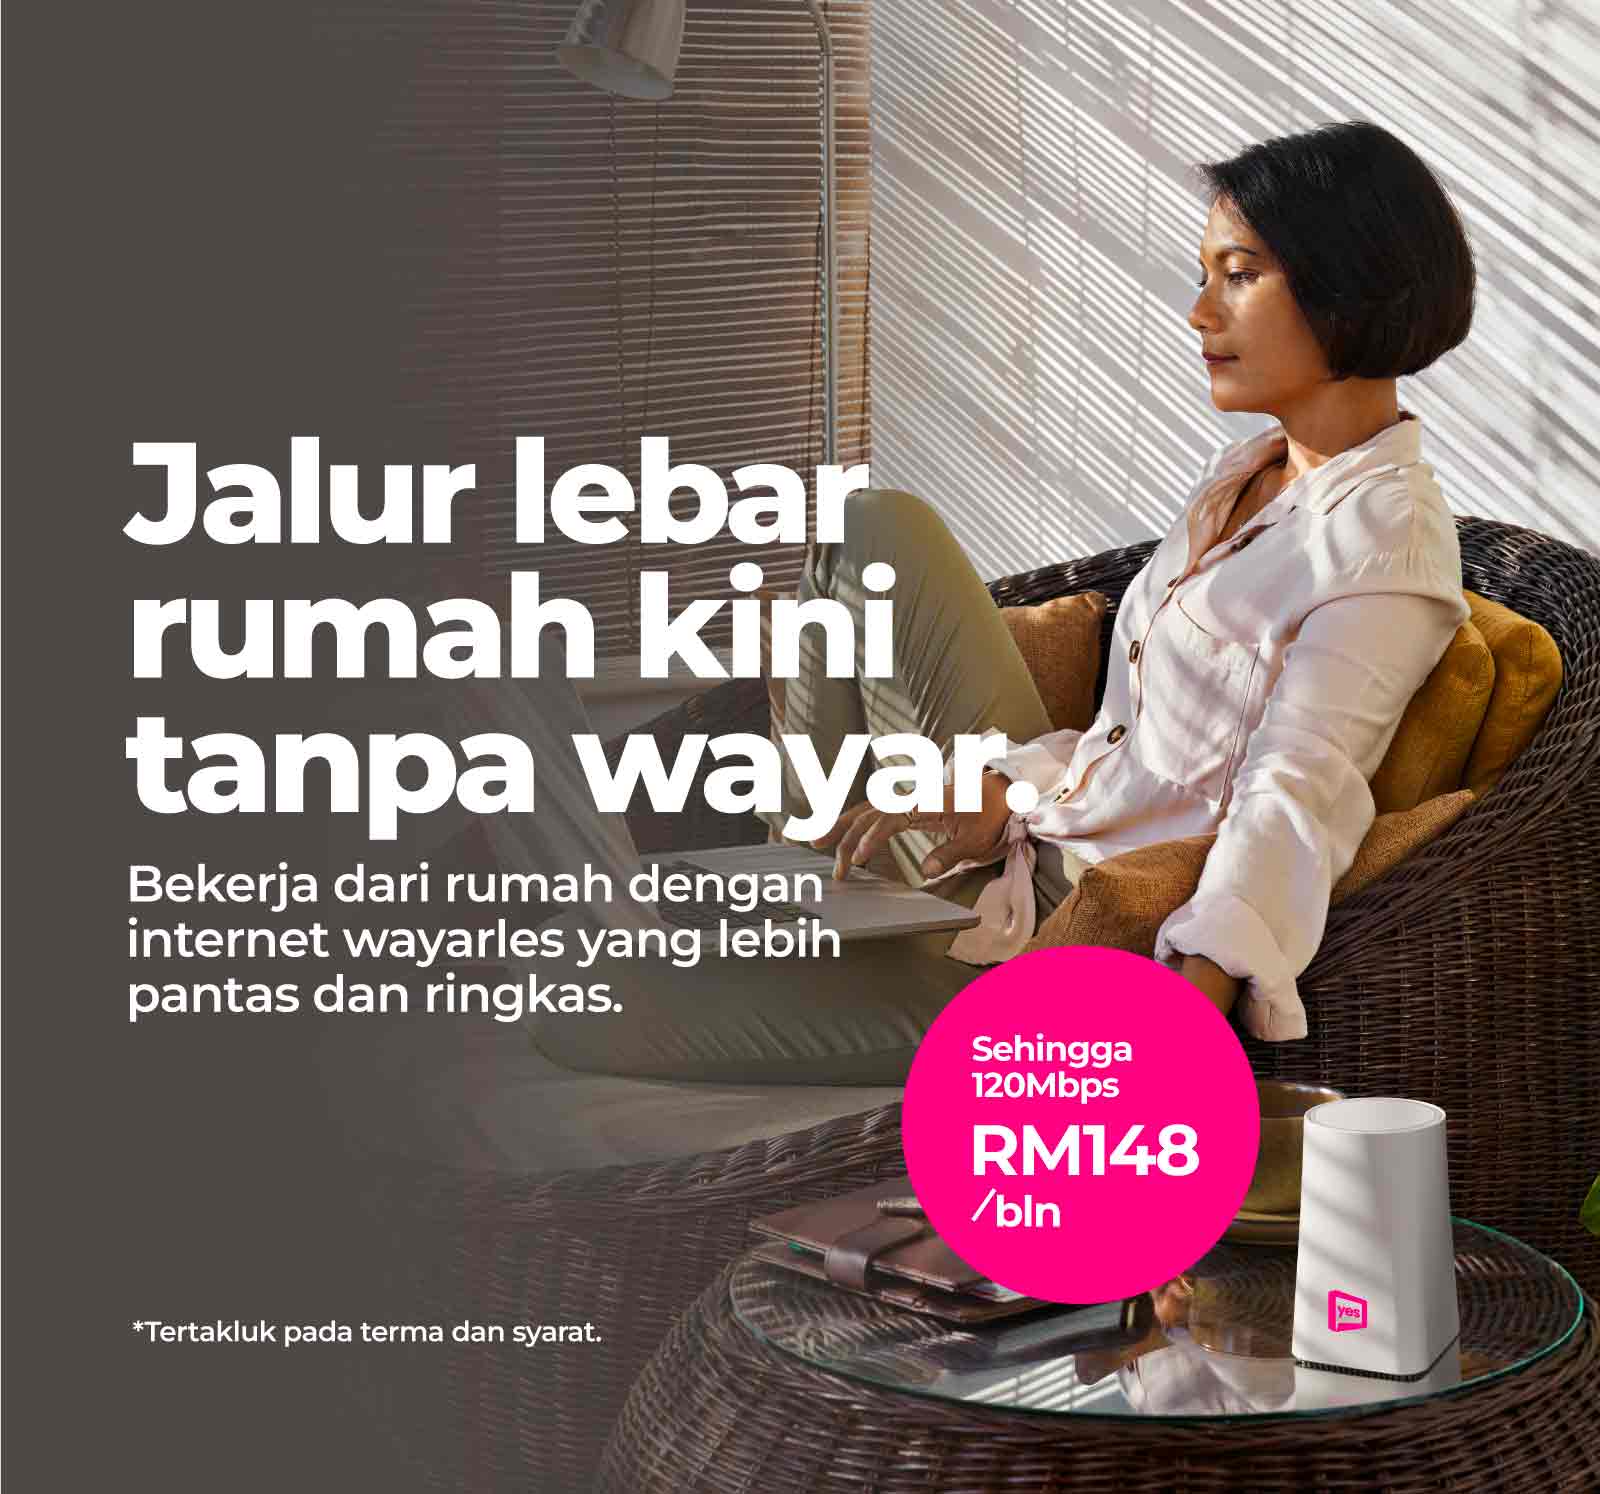 Jalur lebar
rumah kini
tanpa wayar.
Bekerja dari rumah dengan
internet wayarles yang lebih
pantas dan ringkas.
Sehingga
120Mbps
RM148
/bln
yes
*Tertakluk pada terma dan syarat.